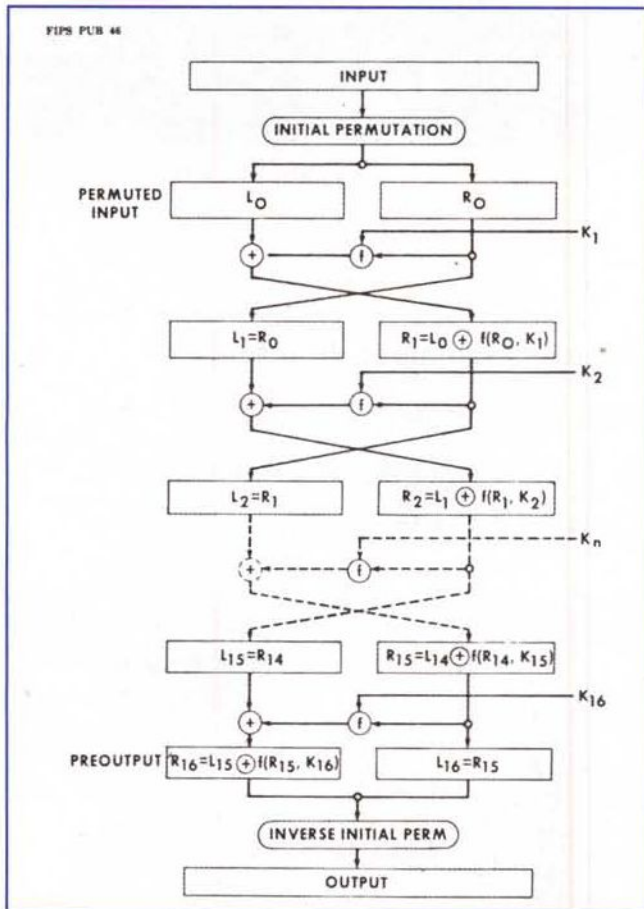 FIPS PUB 46
INPUT
INITIAL PERMUTATION
PERMUTED
INPUT
L₀
R₀
K₁
+
f
L₁=R₀
R₁=L₀ ⊕ f(R₀, K₁)
K₂
+
f
L₂=R₁
R₂=L₁ ⊕ f(R₁, K₂)
Kₙ
+
f
L₁₅=R₁₄
R₁₅=L₁₄⊕f(R₁₄, K₁₅)
K₁₆
+
f
PREOUTPUT
R₁₆=L₁₅⊕f(R₁₅, K₁₆)
L₁₆=R₁₅
INVERSE INITIAL PERM
OUTPUT